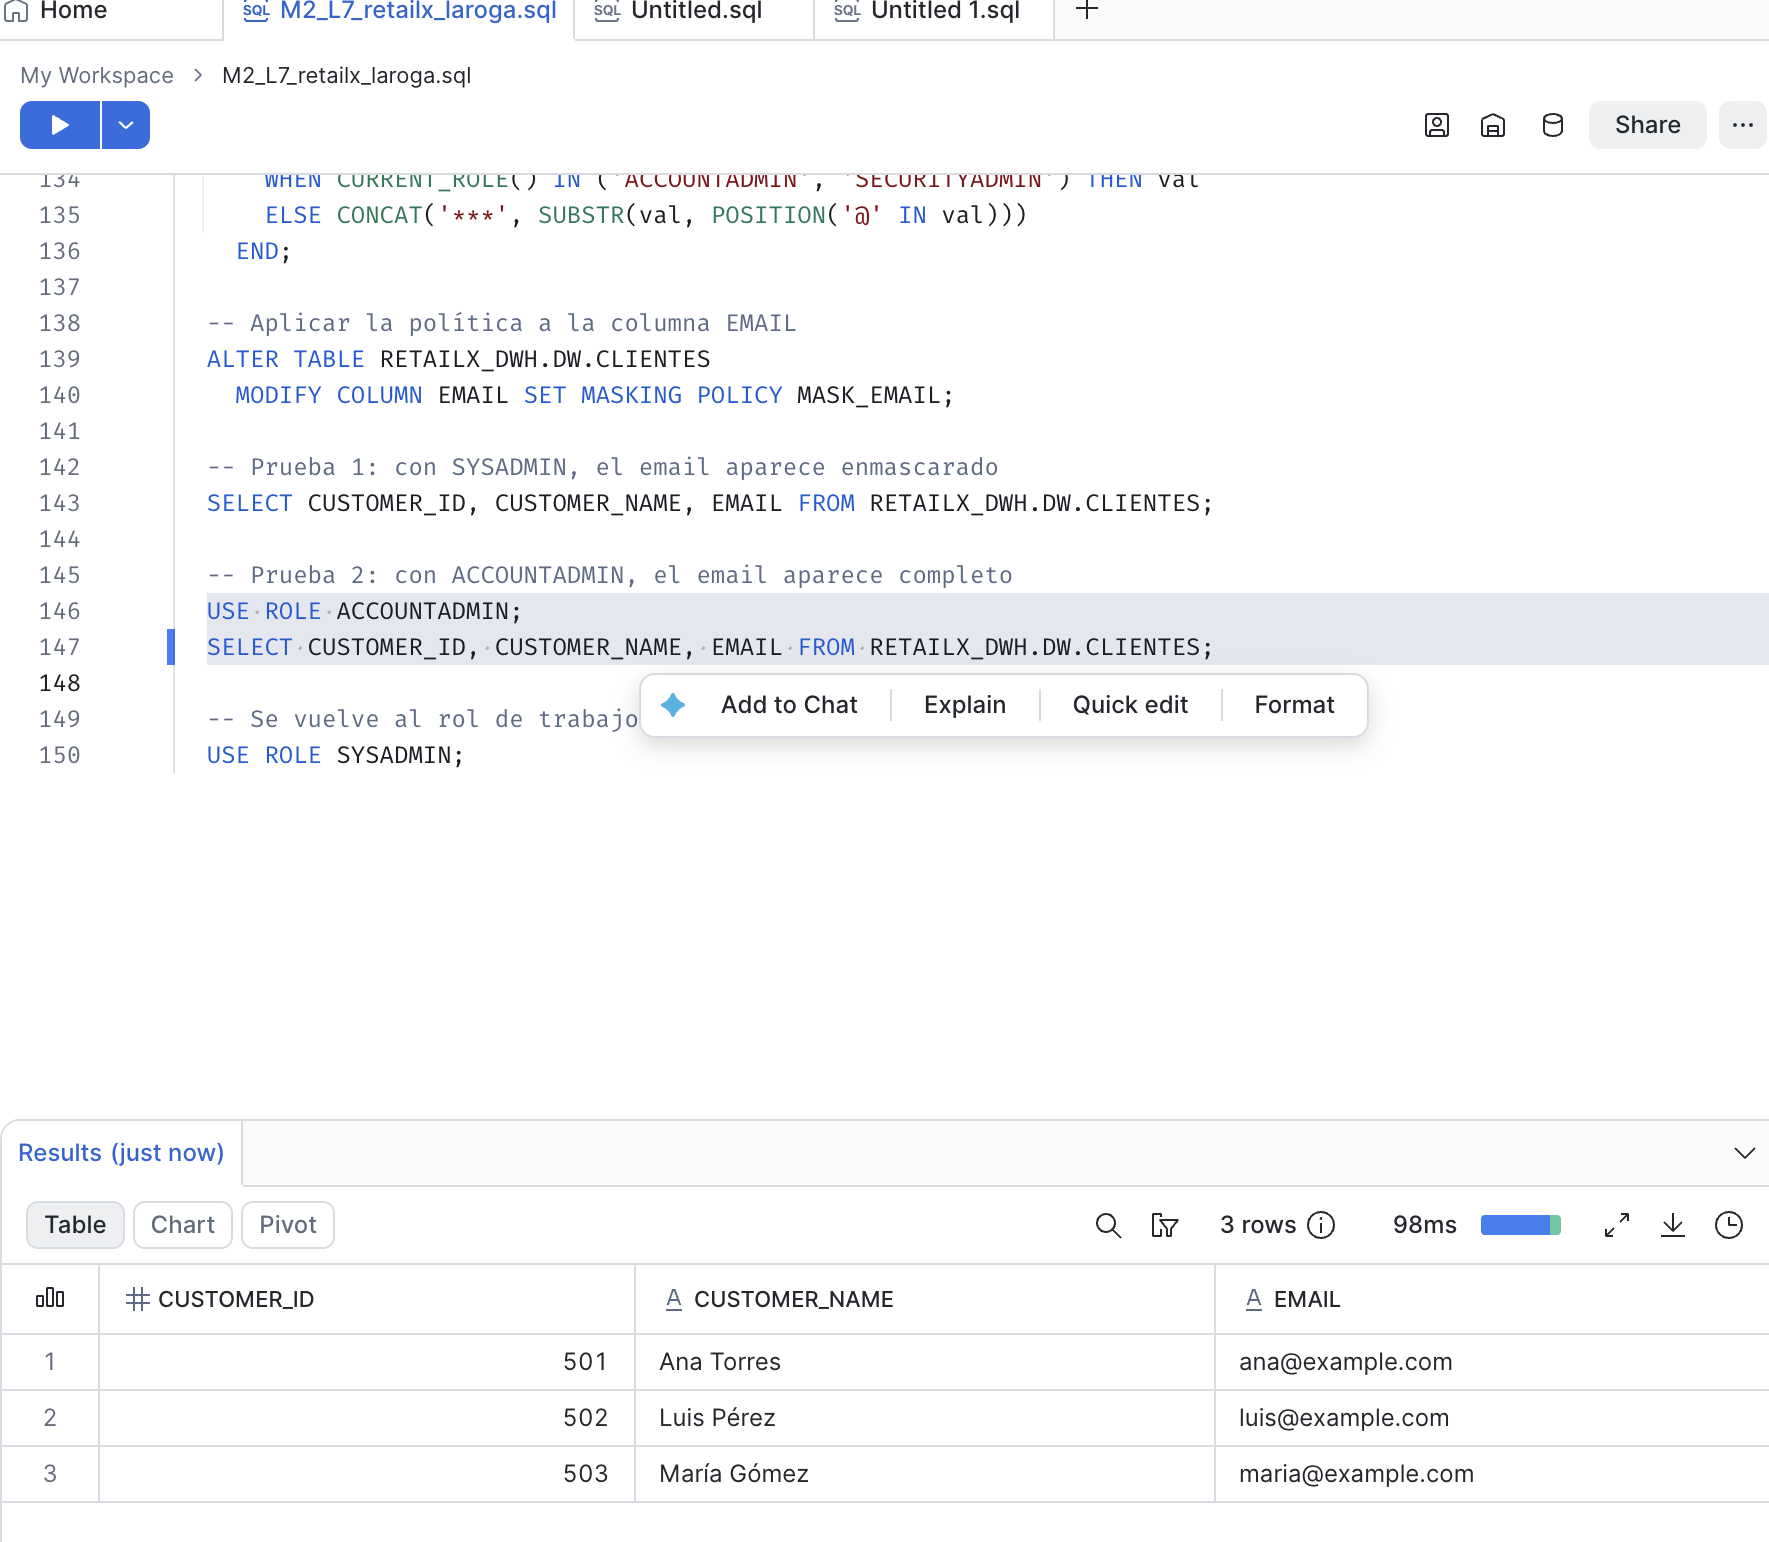 Home
SQL M2_L7_retailx_laroga.sql
SQL Untitled.sql
SQL Untitled 1.sql
My Workspace > M2_L7_retailx_laroga.sql
Share
134 WHEN CURRENT_ROLE() IN ('ACCOUNTADMIN', 'SECURITYADMIN') THEN val
135 ELSE CONCAT('***', SUBSTR(val, POSITION('@' IN val)))
136 END;
137
138 -- Aplicar la política a la columna EMAIL
139 ALTER TABLE RETAILX_DWH.DW.CLIENTES
140 MODIFY COLUMN EMAIL SET MASKING POLICY MASK_EMAIL;
141
142 -- Prueba 1: con SYSADMIN, el email aparece enmascarado
143 SELECT CUSTOMER_ID, CUSTOMER_NAME, EMAIL FROM RETAILX_DWH.DW.CLIENTES;
144
145 -- Prueba 2: con ACCOUNTADMIN, el email aparece completo
146 USE ROLE ACCOUNTADMIN;
147 SELECT CUSTOMER_ID, CUSTOMER_NAME, EMAIL FROM RETAILX_DWH.DW.CLIENTES;
148
Add to Chat Explain Quick edit Format
149 -- Se vuelve al rol de trabajo
150 USE ROLE SYSADMIN;
Results (just now)
Table Chart Pivot
3 rows 98ms
CUSTOMER_ID CUSTOMER_NAME EMAIL
1 501 Ana Torres ana@example.com
2 502 Luis Pérez luis@example.com
3 503 María Gómez maria@example.com